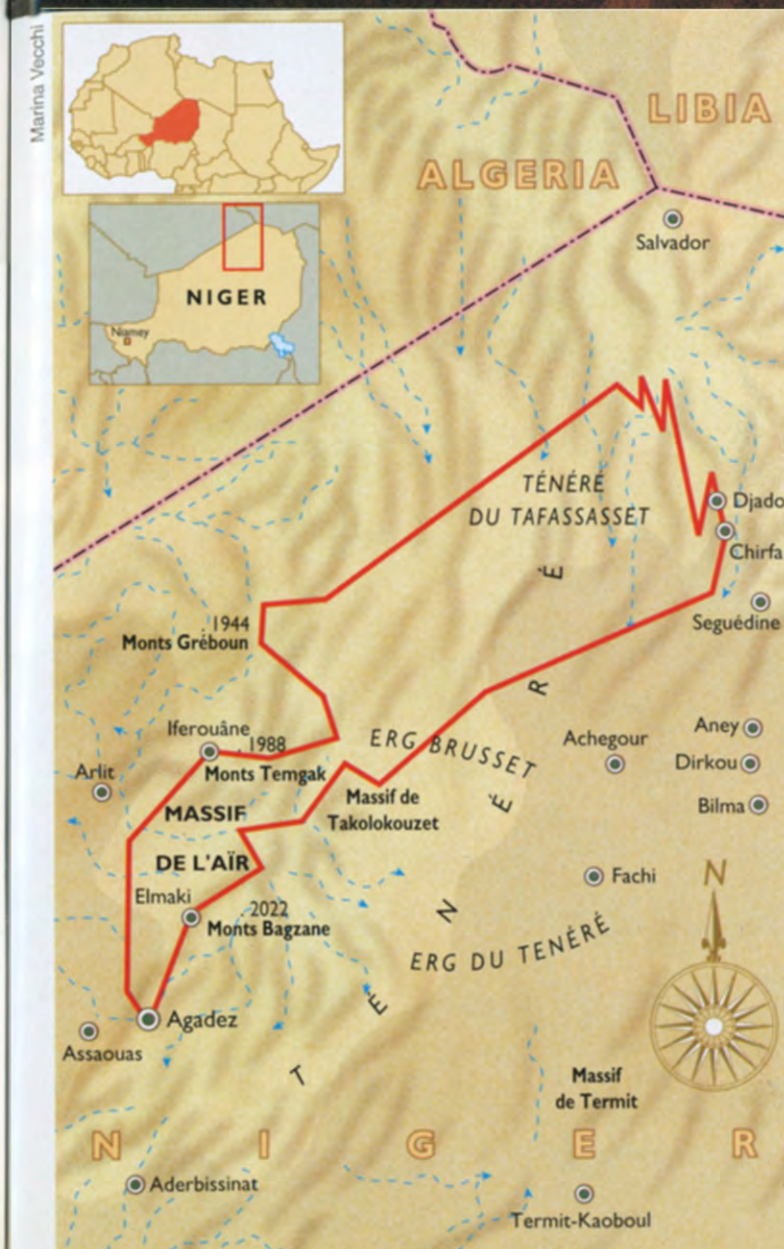 Marina Vecchi
LIBIA
ALGERIA
Salvador
NIGER
Niamey
TÉNÉRÉ
DU TAFASSASSET
Djado
Chirfa
Seguédine
1944
Monts Gréboun
Iferouâne
1988
Monts Temgak
Arlit
ERG BRUSSET
Achegour
Aney
Dirkou
Bilma
MASSIF
DE L'AÏR
Massif de
Takolokouzet
Elmaki
2022
Monts Bagzane
Fachi
N
ERG DU TENÉRÉ
TÉNÉRÉ
Agadez
Assaouas
Massif
de Termit
NIGER
Aderbissinat
Termit-Kaoboul